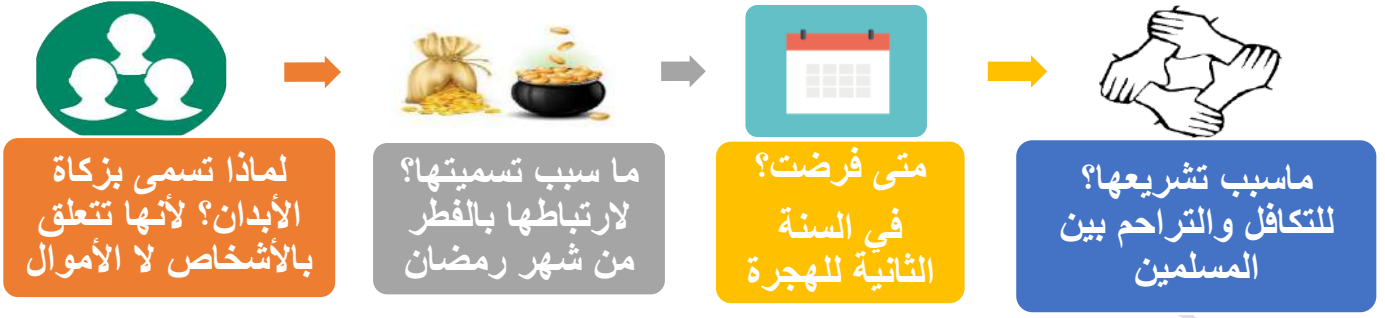 لماذا تسمى بزكاة
الأبدان؟ لأنها تتعلق
بالأشخاص لا الأموال
ما سبب تسميتها؟
لارتباطها بالفطر
من شهر رمضان
متى فرضت؟
في السنة
الثانية للهجرة
ماسبب تشريعها؟
للتكافل والتراحم بين
المسلمين